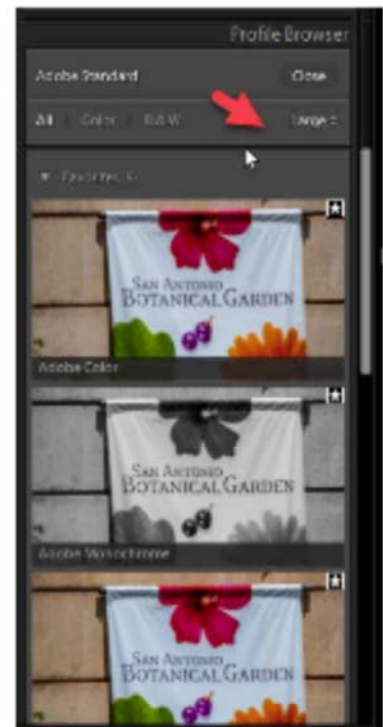 Profile Browser
Adobe Standard Close
All Color B&W Large
Favorites
SAN ANTONIO
BOTANICAL GARDEN
Adobe Color
SAN ANTONIO
BOTANICAL GARDEN
Adobe Monochrome
SAN ANTONIO
BOTANICAL GARDEN